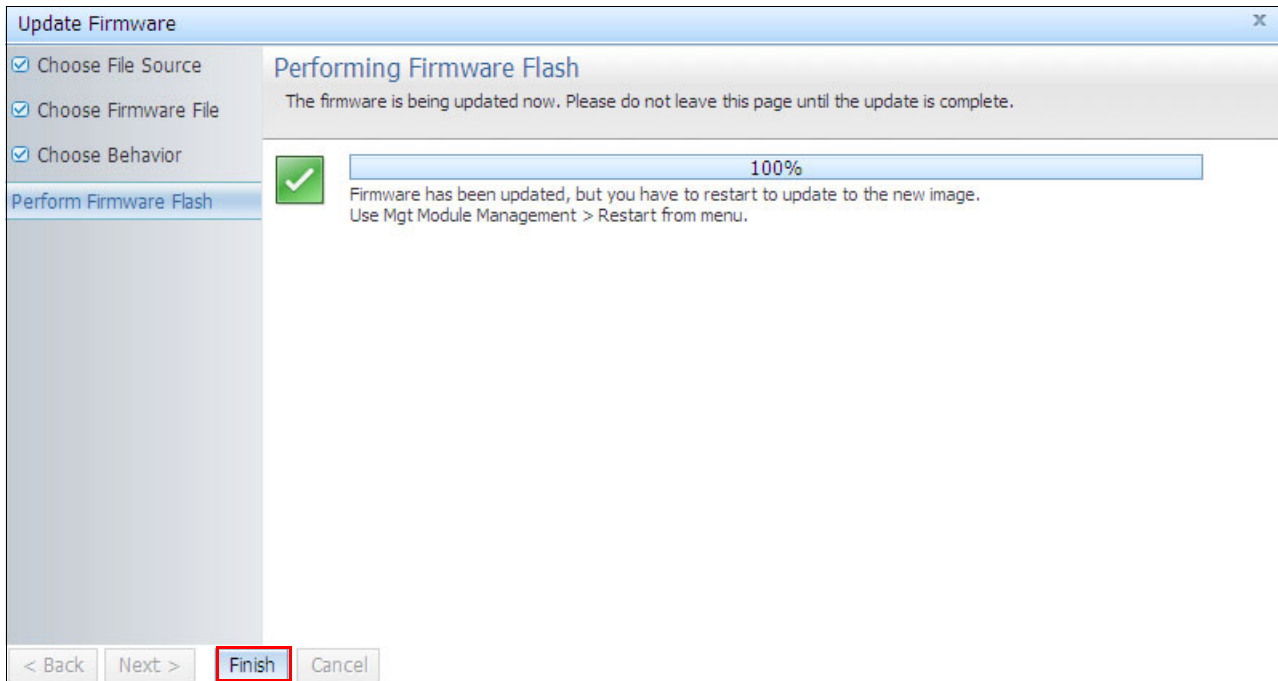 Update Firmware
x
Choose File Source
Choose Firmware File
Choose Behavior
Perform Firmware Flash
Performing Firmware Flash
The firmware is being updated now. Please do not leave this page until the update is complete.
100%
Firmware has been updated, but you have to restart to update to the new image.
Use Mgt Module Management > Restart from menu.
< Back Next > Finish Cancel